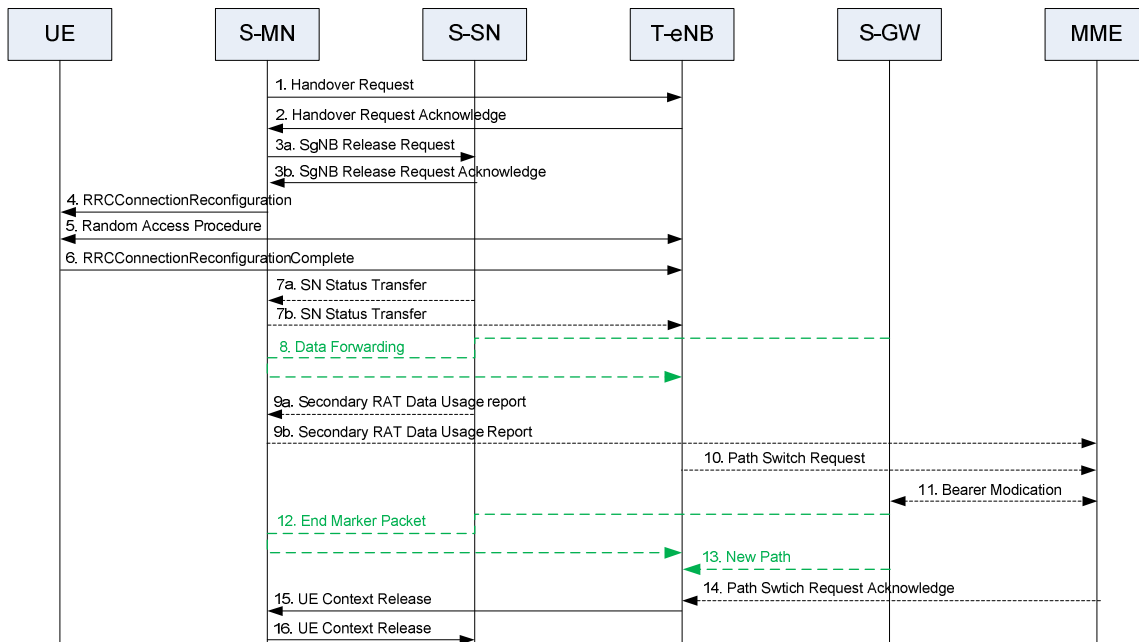 UE
S-MN
S-SN
T-eNB
S-GW
MME
1. Handover Request
2. Handover Request Acknowledge
3a. SgNB Release Request
3b. SgNB Release Request Acknowledge
4. RRCConnectionReconfiguration
5. Random Access Procedure
6. RRCConnectionReconfigurationComplete
7a. SN Status Transfer
7b. SN Status Transfer
8. Data Forwarding
9a. Secondary RAT Data Usage report
9b. Secondary RAT Data Usage Report
10. Path Switch Request
11. Bearer Modication
12. End Marker Packet
13. New Path
14. Path Swtich Request Acknowledge
15. UE Context Release
16. UE Context Release